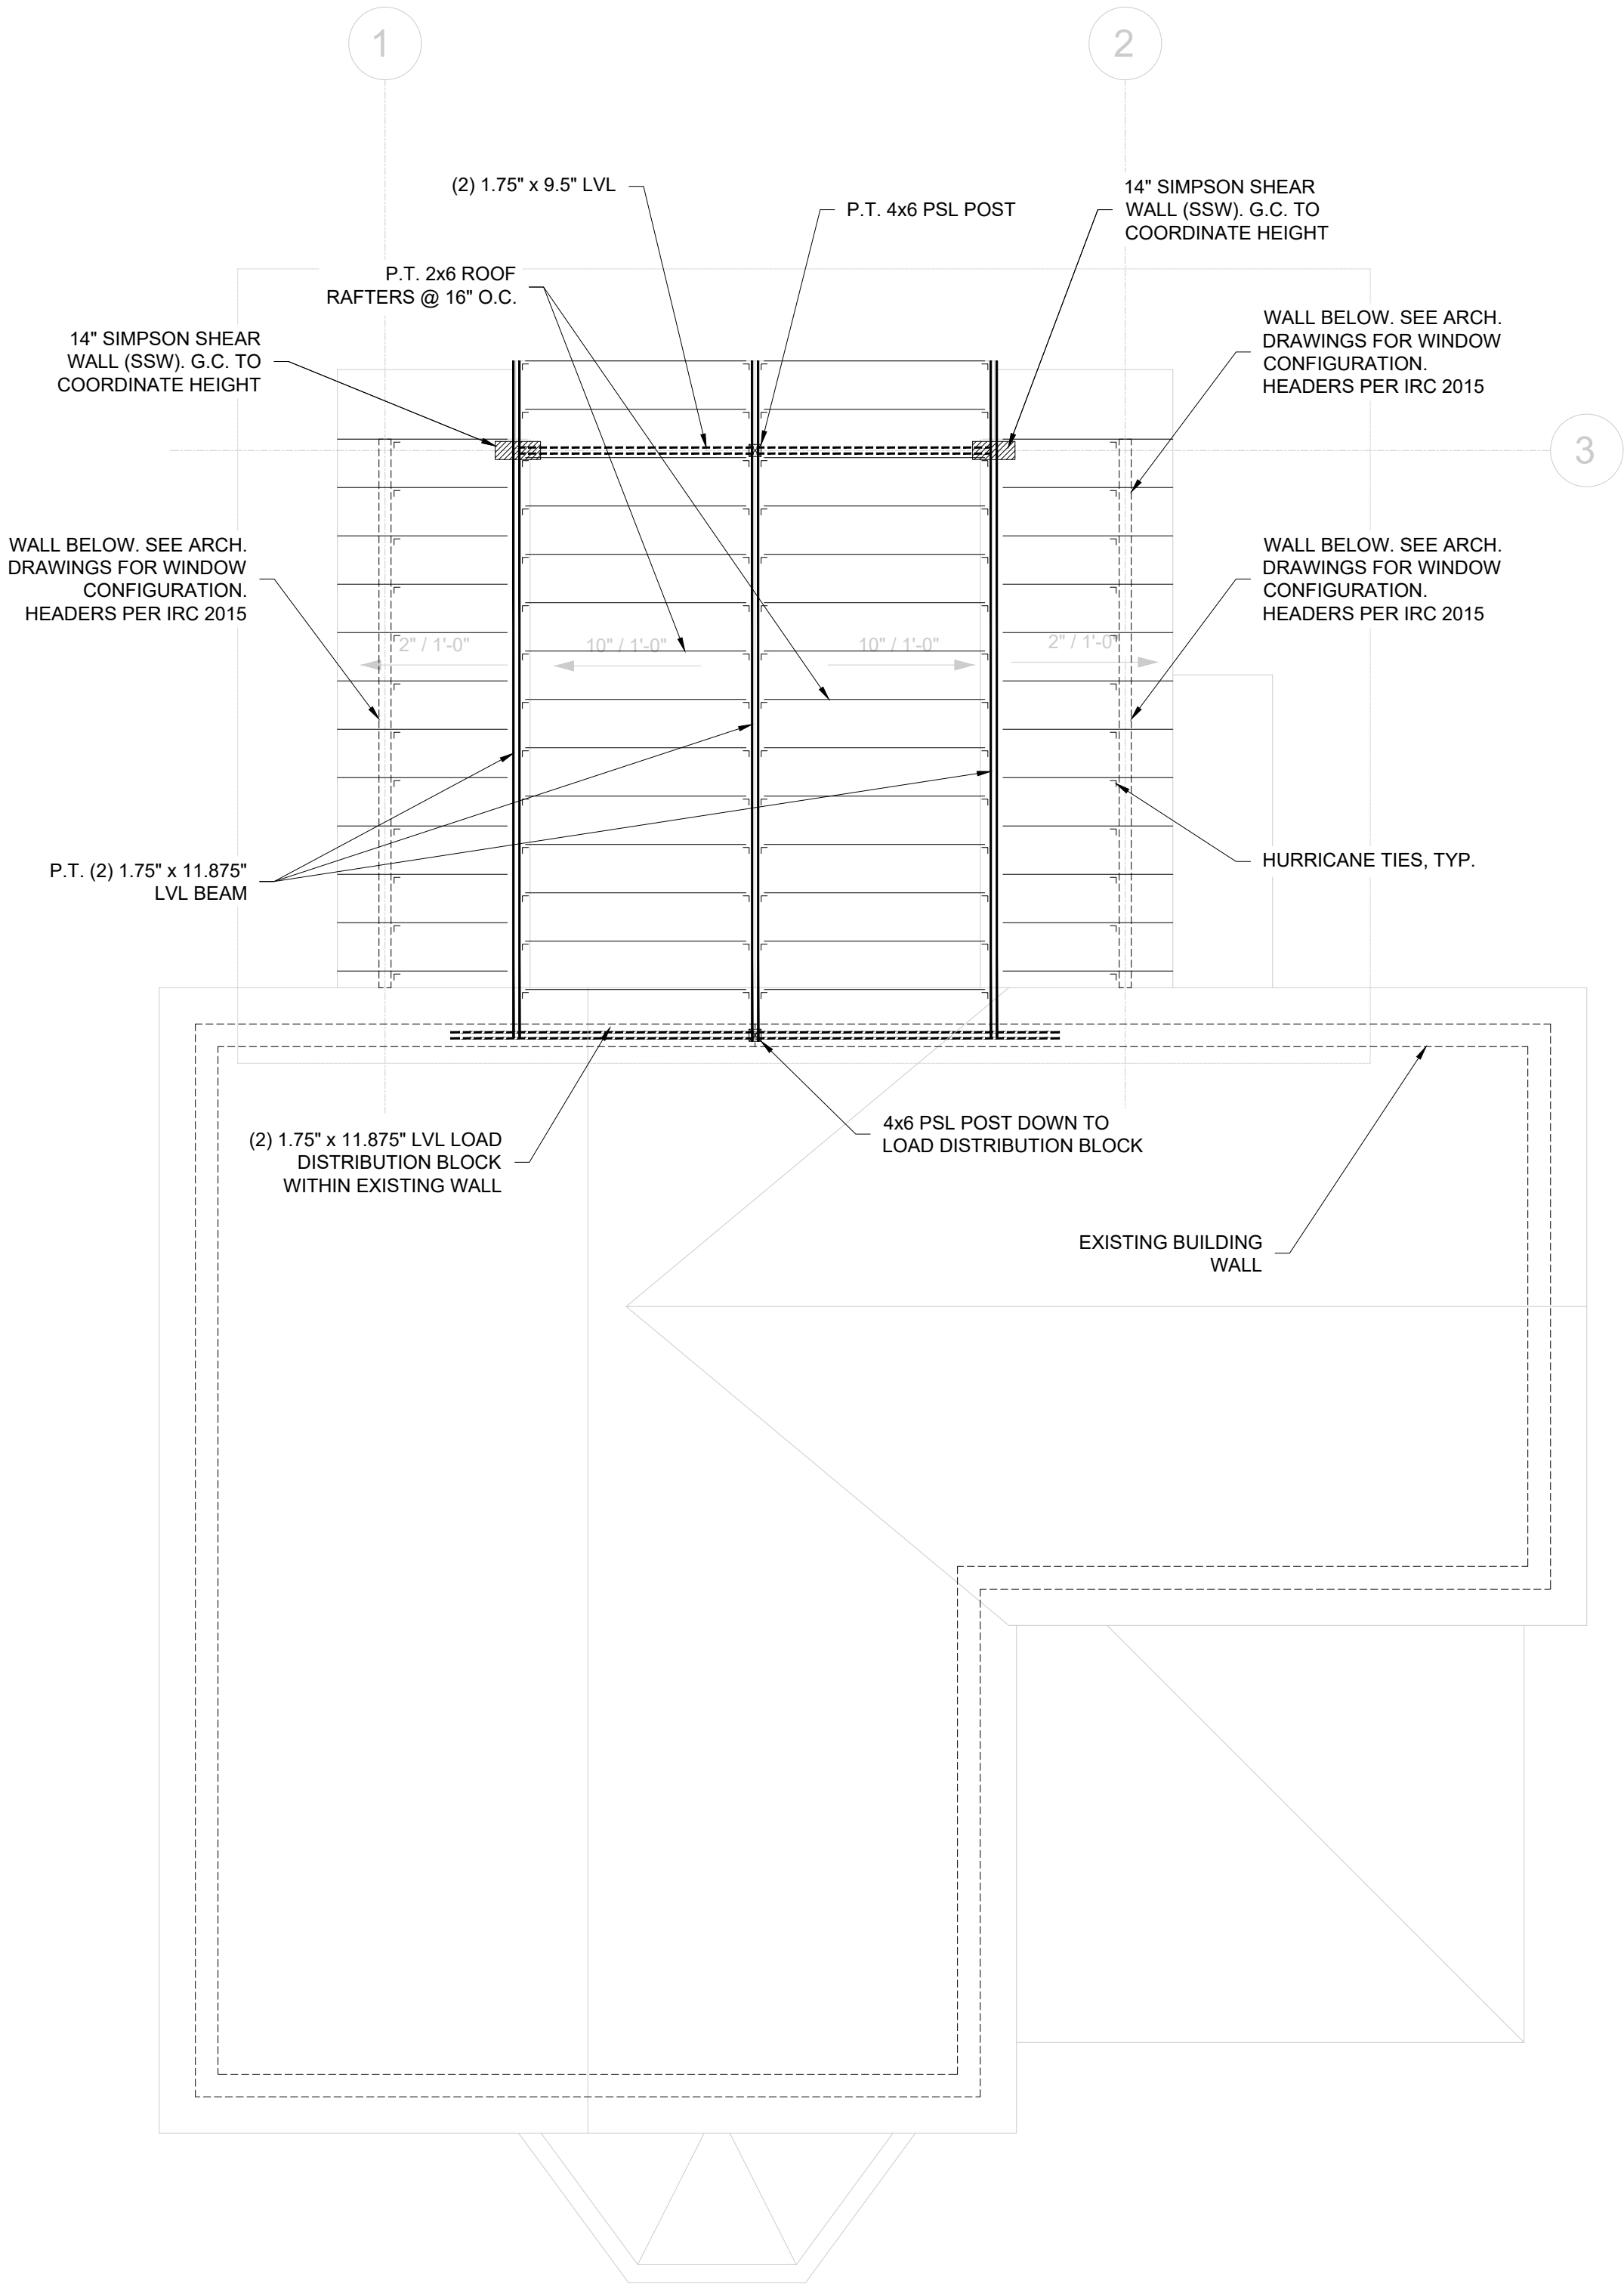 1
2
(2) 1.75" x 9.5" LVL
P.T. 4x6 PSL POST
14" SIMPSON SHEAR
WALL (SSW). G.C. TO
COORDINATE HEIGHT
P.T. 2x6 ROOF
RAFTERS @ 16" O.C.
14" SIMPSON SHEAR
WALL (SSW). G.C. TO
COORDINATE HEIGHT
WALL BELOW. SEE ARCH.
DRAWINGS FOR WINDOW
CONFIGURATION.
HEADERS PER IRC 2015
3
WALL BELOW. SEE ARCH.
DRAWINGS FOR WINDOW
CONFIGURATION.
HEADERS PER IRC 2015
WALL BELOW. SEE ARCH.
DRAWINGS FOR WINDOW
CONFIGURATION.
HEADERS PER IRC 2015
2" / 1'-0"
10" / 1'-0"
10" / 1'-0"
2" / 1'-0"
P.T. (2) 1.75" x 11.875"
LVL BEAM
HURRICANE TIES, TYP.
(2) 1.75" x 11.875" LVL LOAD
DISTRIBUTION BLOCK
WITHIN EXISTING WALL
4x6 PSL POST DOWN TO
LOAD DISTRIBUTION BLOCK
EXISTING BUILDING
WALL